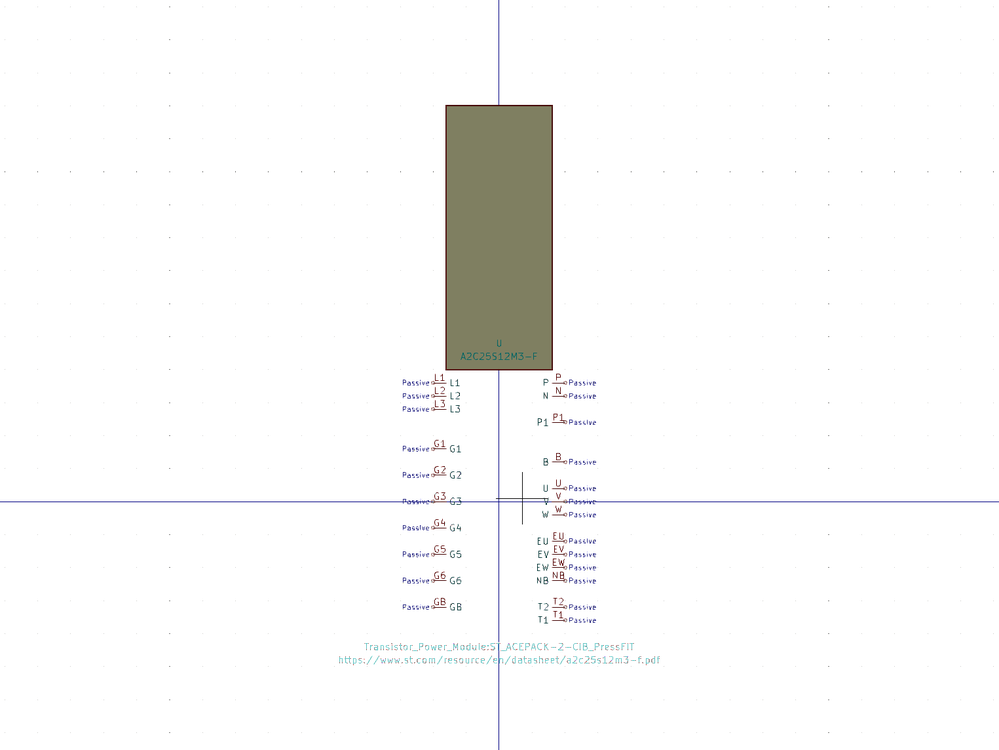 U
A2C25S12M3-F
Passive L1 L1 P P Passive
Passive L2 L2 N N Passive
Passive L3 L3
P1 P1 Passive
Passive G1 G1
B B Passive
Passive G2 G2
U U Passive
Passive G3 G3 V V Passive
W W Passive
Passive G4 G4
EU EU Passive
Passive G5 G5 EV EV Passive
EW EW Passive
Passive G6 G6 NB NB Passive
Passive GB GB T2 T2 Passive
T1 T1 Passive
Transistor_Power_Module:ST_ACEPACK-2-CIB_PressFIT
https://www.st.com/resource/en/datasheet/a2c25s12m3-f.pdf